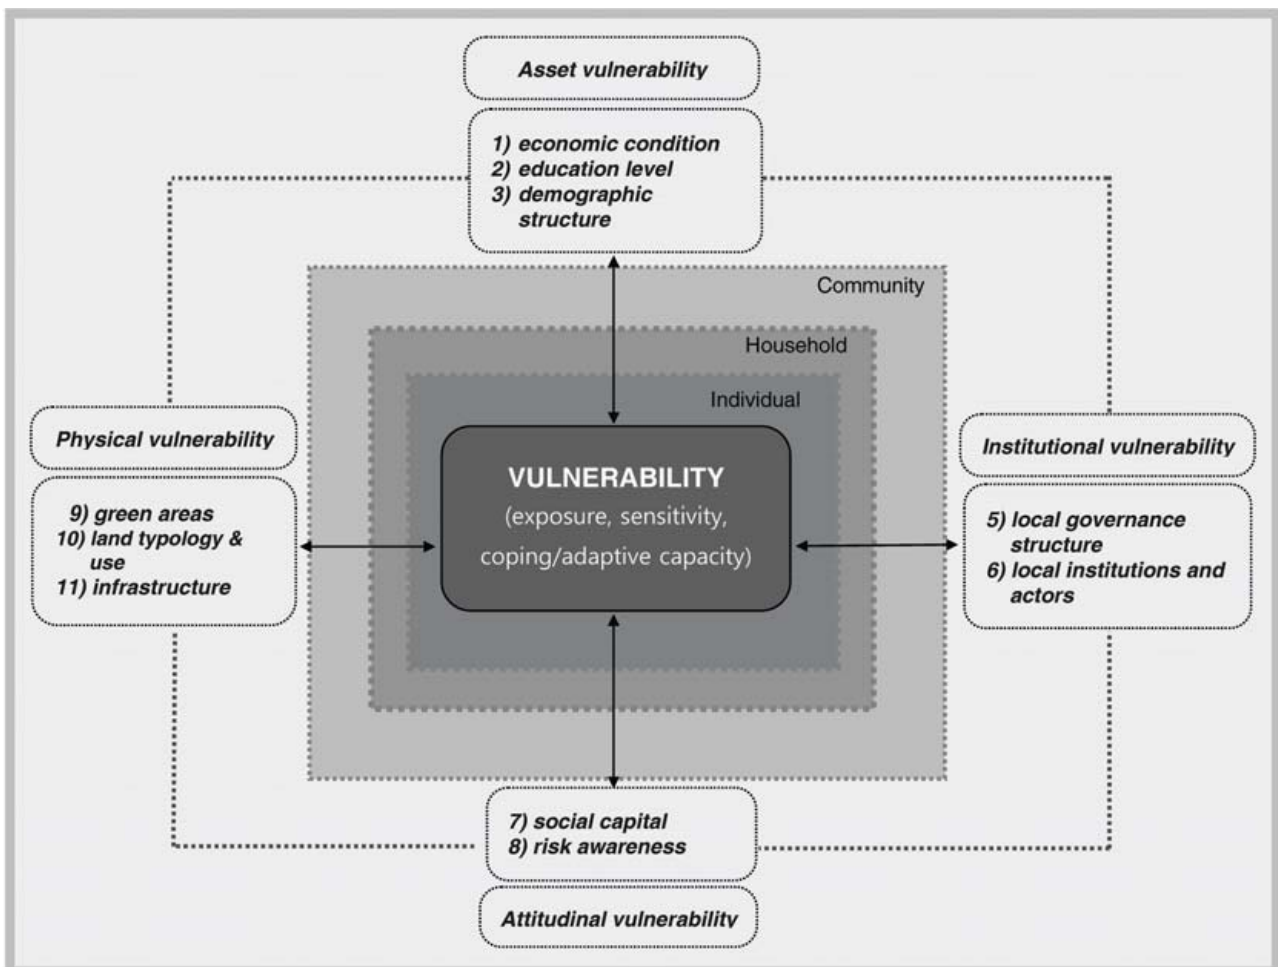 Asset vulnerability
1) economic condition
2) education level
3) demographic
structure
Community
Household
Individual
Physical vulnerability
9) green areas
10) land typology &
use
11) infrastructure
VULNERABILITY
(exposure, sensitivity,
coping/adaptive capacity)
Institutional vulnerability
5) local governance
structure
6) local institutions and
actors
7) social capital
8) risk awareness
Attitudinal vulnerability